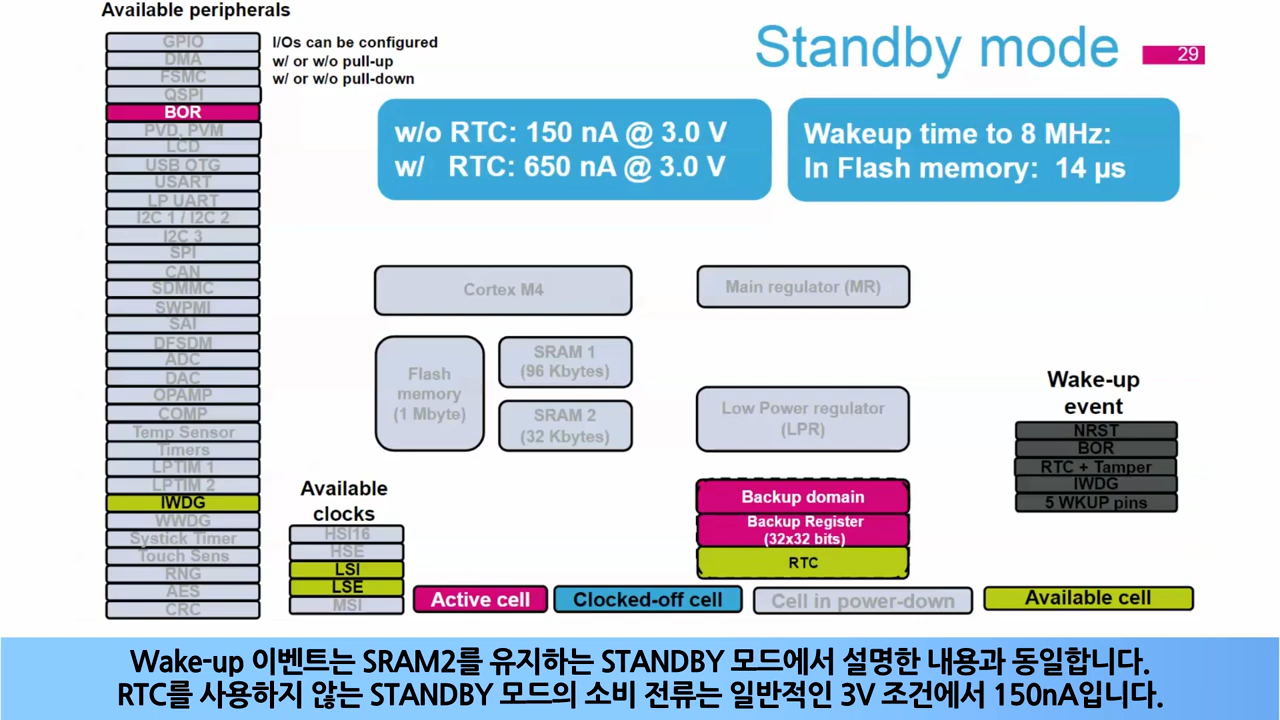 Available peripherals
GPIO
DMA
FSMC
QSPI
BOR
PVD, PVM
LCD
USB OTG
USART
LP UART
I2C 1 / I2C 2
I2C 3
SPI
CAN
SDMMC
SWPMI
SAI
DFSDM
ADC
DAC
OPAMP
COMP
Temp Sensor
Timers
LPTIM 1
LPTIM 2
IWDG
WWDG
Systick Timer
Touch Sens
RNG
AES
CRC
I/Os can be configured
w/ or w/o pull-up
w/ or w/o pull-down
Standby mode
29
w/o RTC: 150 nA @ 3.0 V
w/ RTC: 650 nA @ 3.0 V
Wakeup time to 8 MHz:
In Flash memory: 14 µs
Cortex M4
Main regulator (MR)
Flash
memory
(1 Mbyte)
SRAM 1
(96 Kbytes)
SRAM 2
(32 Kbytes)
Low Power regulator
(LPR)
Wake-up
event
NRST
BOR
RTC + Tamper
IWDG
5 WKUP pins
Backup domain
Backup Register
(32x32 bits)
RTC
Available
clocks
HSI16
HSE
LSI
LSE
MSI
Active cell
Clocked-off cell
Cell in power-down
Available cell
Wake-up 이벤트는 SRAM2를 유지하는 STANDBY 모드에서 설명한 내용과 동일합니다.
RTC를 사용하지 않는 STANDBY 모드의 소비 전류는 일반적인 3V 조건에서 150nA입니다.